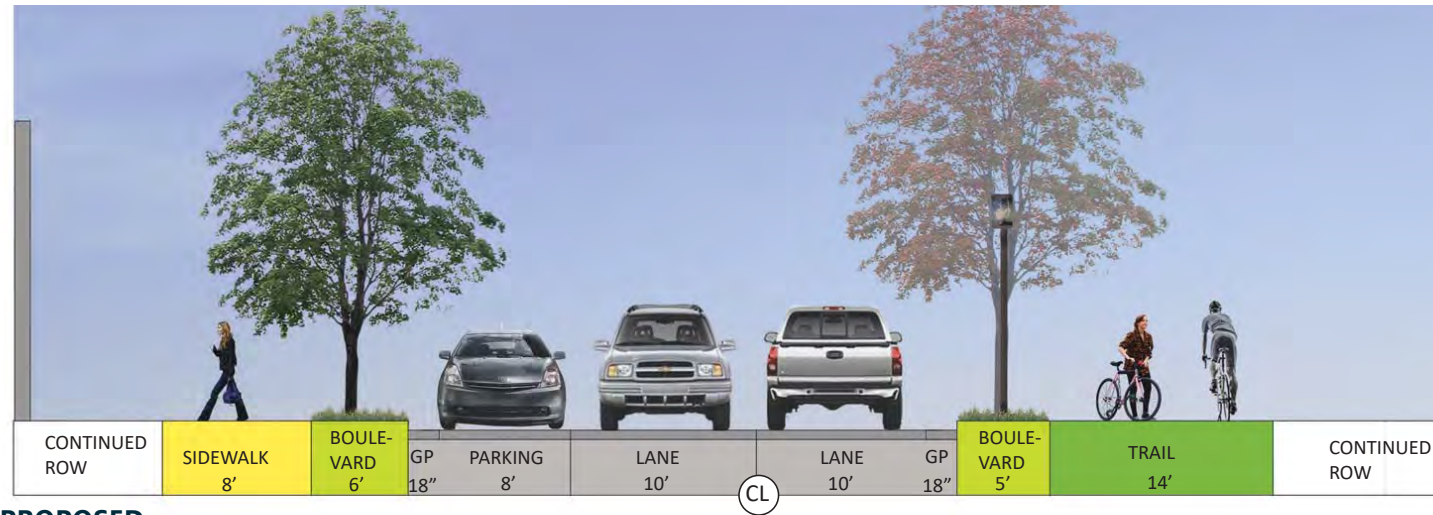 CONTINUED
ROW
SIDEWALK
8’
BOULE-
VARD
6’
GP
18”
PARKING
8’
LANE
10’
CL
LANE
10’
GP
18”
BOULE-
VARD
5’
TRAIL
14’
CONTINUED
ROW
PROPOSED